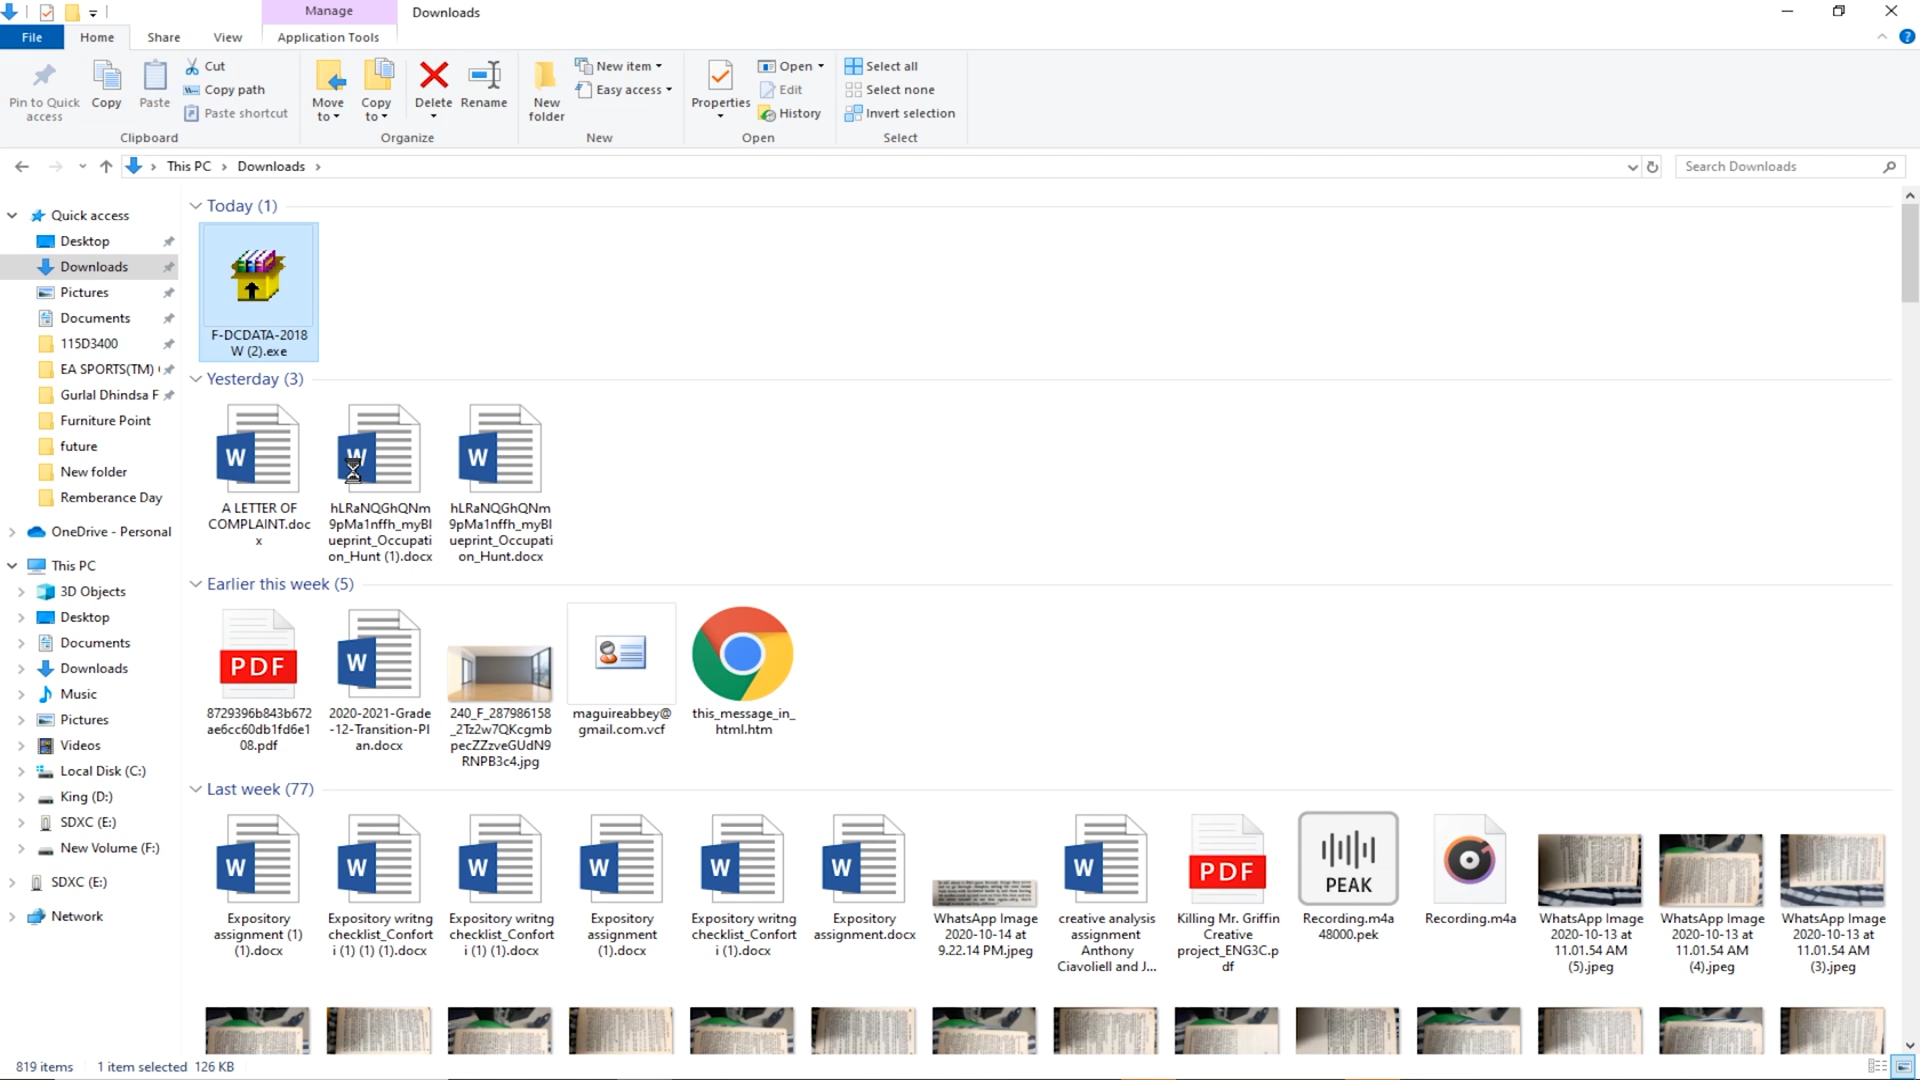 Manage
Downloads
File
Home
Share
View
Application Tools
Pin to Quick
access
Copy
Paste
Cut
Copy path
Paste shortcut
Clipboard
Move
to
Copy
to
Delete
Rename
Organize
New
folder
New item
Easy access
New
Properties
Open
Edit
History
Open
Select all
Select none
Invert selection
Select
This PC > Downloads >
Search Downloads
Quick access
Desktop
Downloads
Pictures
Documents
115D3400
EA SPORTS(TM) (
Gurlal Dhindsa F
Furniture Point
future
New folder
Remberance Day
OneDrive - Personal
This PC
3D Objects
Desktop
Documents
Downloads
Music
Pictures
Videos
Local Disk (C:)
King (D:)
SDXC (E:)
New Volume (F:)
SDXC (E:)
Network
Today (1)
F-DCDATA-2018
W (2).exe
Yesterday (3)
W
A LETTER OF
COMPLAINT.doc
x
W
hLRaNQGhQNm
9pMa1nffh_myBl
ueprint_Occupati
on_Hunt (1).docx
W
hLRaNQGhQNm
9pMa1nffh_myBl
ueprint_Occupati
on_Hunt.docx
Earlier this week (5)
PDF
8729396b843b672
ae6cc60db1fd6e1
08.pdf
W
2020-2021-Grade
-12-Transition-Pl
an.docx
240_F_287986158
_2Tz2w7QKcgmb
pecZZzveGUdN9
RNPB3c4.jpg
maguireabbey@
gmail.com.vcf
this_message_in_
html.htm
Last week (77)
W
Expository
assignment (1)
(1).docx
W
Expository writng
checklist_Confort
i (1) (1) (1).docx
W
Expository writng
checklist_Confort
i (1) (1).docx
W
Expository
assignment
(1).docx
W
Expository writng
checklist_Confort
i (1).docx
W
Expository
assignment.docx
WhatsApp Image
2020-10-14 at
9.22.14 PM.jpeg
W
creative analysis
assignment
Anthony
Ciavoliell and J...
PDF
Killing Mr. Griffin
Creative
project_ENG3C.p
df
PEAK
Recording.m4a
48000.pek
Recording.m4a
WhatsApp Image
2020-10-13 at
11.01.54 AM
(5).jpeg
WhatsApp Image
2020-10-13 at
11.01.54 AM
(4).jpeg
WhatsApp Image
2020-10-13 at
11.01.54 AM
(3).jpeg
819 items
1 item selected 126 KB